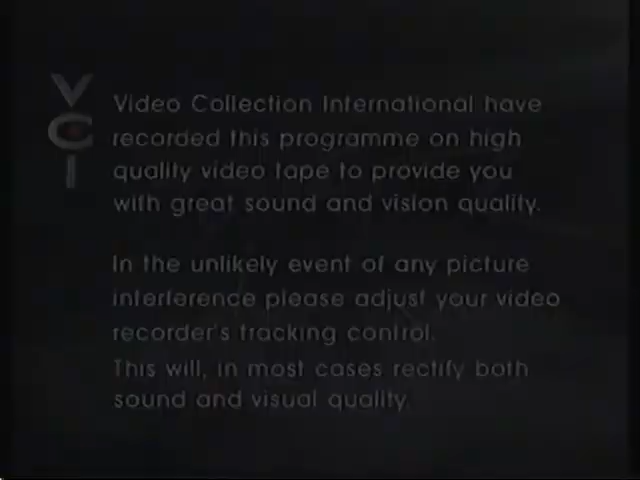 VCI
Video Collection International have
recorded this programme on high
quality video tape to provide you
with great sound and vision quality.
In the unlikely event of any picture
interference please adjust your video
recorder's tracking control.
This will, in most cases rectify both
sound and visual quality.